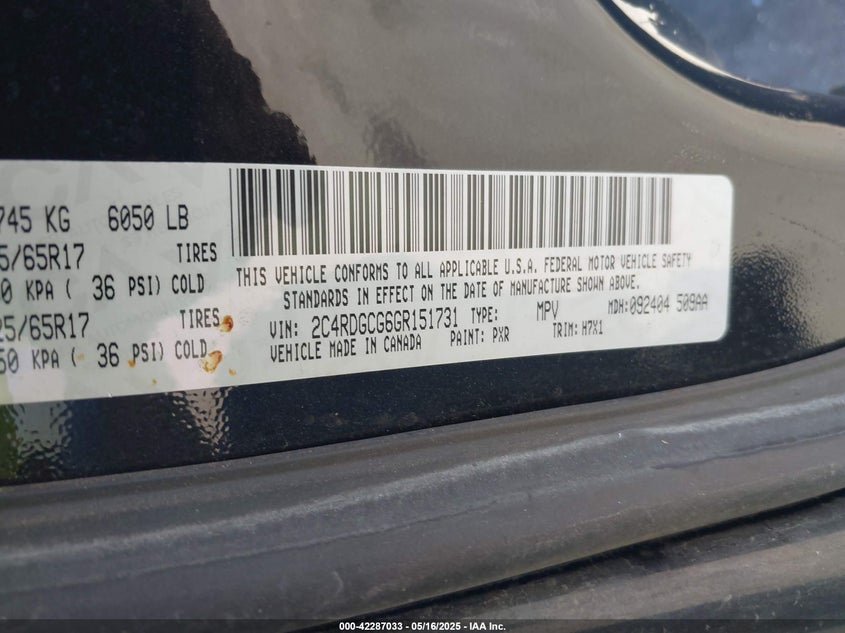 745 KG 6050 LB
5/65R17 TIRES
0 KPA ( 36 PSI) COLD
25/65R17 TIRES
50 KPA ( 36 PSI) COLD
THIS VEHICLE CONFORMS TO ALL APPLICABLE U.S.A. FEDERAL MOTOR VEHICLE SAFETY
STANDARDS IN EFFECT ON THE DATE OF MANUFACTURE SHOWN ABOVE.
VIN: 2C4RDGCG6GR151731 TYPE: MPV MDH:092404 509AA
VEHICLE MADE IN CANADA PAINT: PXR TRIM: H7X1
000-42287033 - 05/16/2025 - IAA Inc.